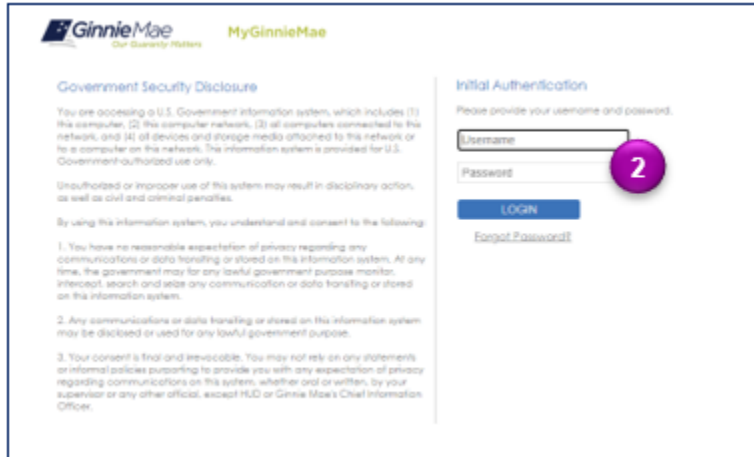 GinnieMae
Our Guaranty Matters
MyGinnieMae
Government Security Disclosure
You are accessing a U.S. Government information system, which includes (1)
this computer, (2) this computer network, (3) all computers connected to this
network, and (4) all devices and storage media attached to this network or
to a computer on this network. This information system is provided for U.S.
Government-authorized use only.
Unauthorized or improper use of this system may result in disciplinary action,
as well as civil and criminal penalties.
By using this information system, you understand and consent to the following:
1. You have no reasonable expectation of privacy regarding any
communications or data transiting or stored on this information system. At any
time, the government may for any lawful government purpose monitor,
intercept, search and seize any communication or data transiting or stored
on this information system.
2. Any communications or data transiting or stored on this information system
may be disclosed or used for any lawful government purpose.
3. Your consent is final and irrevocable. You may not rely on any statements
or informal policies purporting to provide you with any expectation of privacy
regarding communications on this system, whether oral or written, by your
supervisor or any other official, except HUD or Ginnie Mae's Chief Information
Officer.
Initial Authentication
Please provide your username and password.
Username
Password
2
LOGIN
Forgot Password?